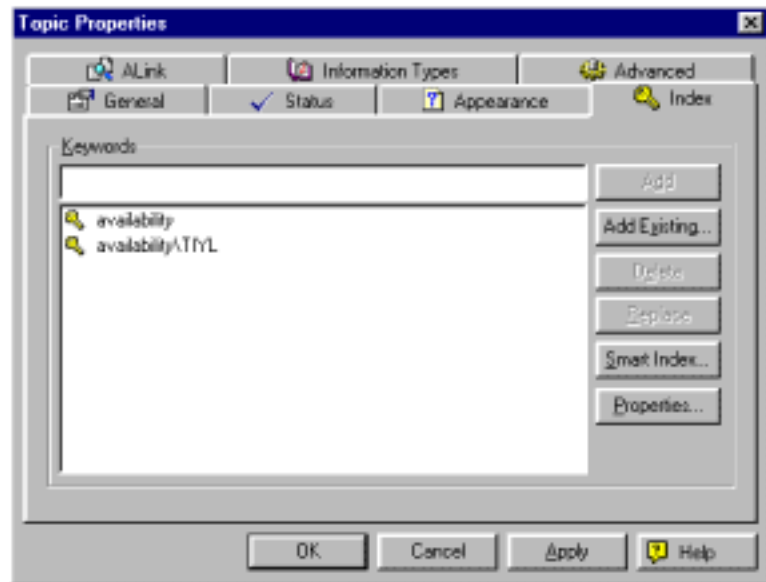 Topic Properties
ALink Information Types Advanced
General Status Appearance Index
Keywords
Add
availability
availability\TIYL
Add Existing...
Delete
Replace
Smart Index...
Properties...
OK Cancel Apply Help